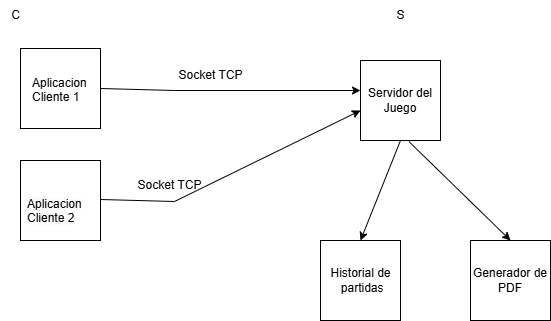 C
S
Aplicacion
Cliente 1
Socket TCP
Servidor del
Juego
Aplicacion
Cliente 2
Socket TCP
Historial de
partidas
Generador de
PDF